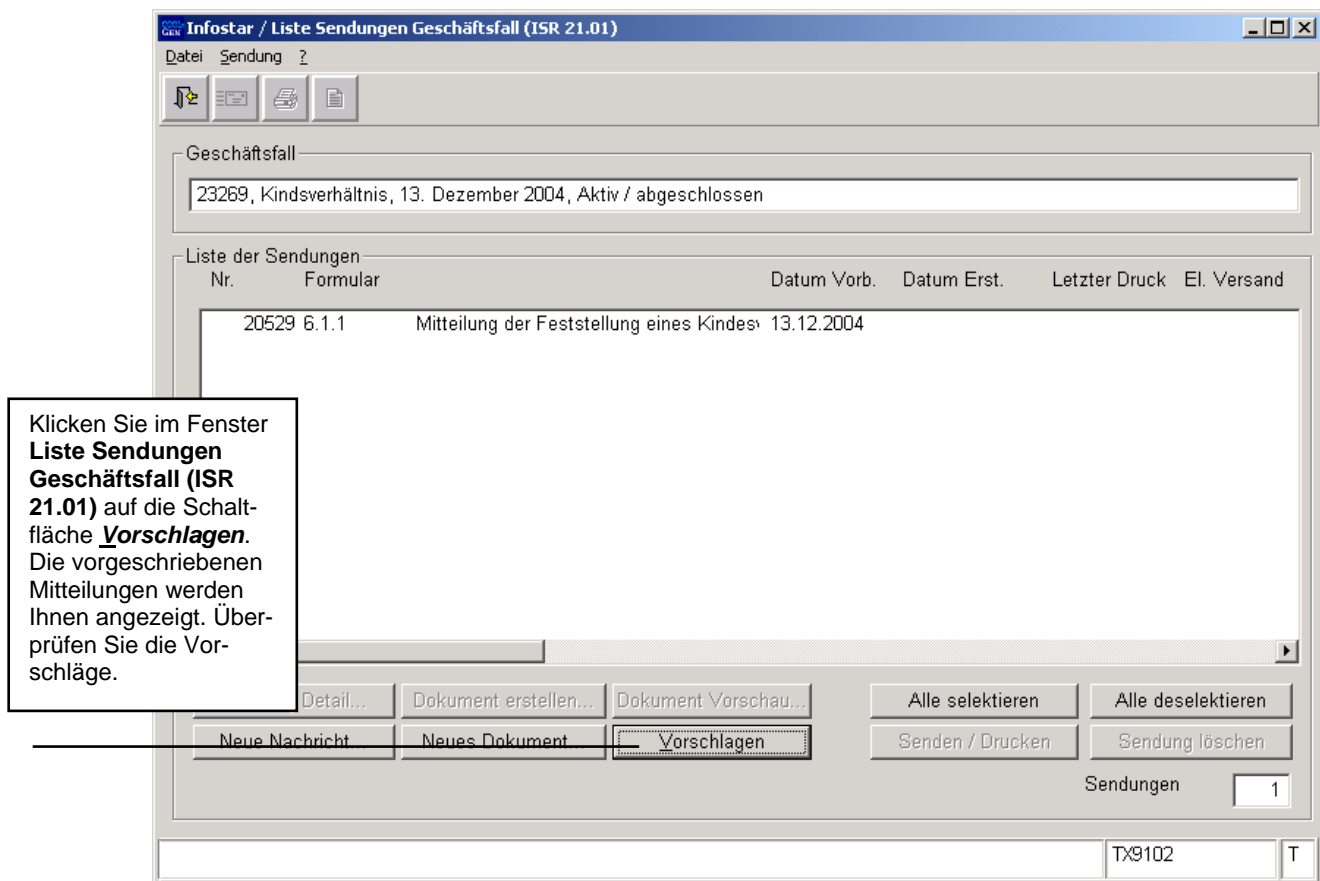 Infostar / Liste Sendungen Geschäftsfall (ISR 21.01)
Datei Sendung ?
Geschäftsfall
23269, Kindsverhältnis, 13. Dezember 2004, Aktiv / abgeschlossen
Liste der Sendungen
Nr. Formular Datum Vorb. Datum Erst. Letzter Druck El. Versand
20529 6.1.1 Mitteilung der Feststellung eines Kindesv 13.12.2004
Klicken Sie im Fenster
Liste Sendungen
Geschäftsfall (ISR
21.01) auf die Schalt-
fläche Vorschlagen.
Die vorgeschriebenen
Mitteilungen werden
Ihnen angezeigt. Über-
prüfen Sie die Vor-
schläge.
Detail... Dokument erstellen... Dokument Vorschau... Alle selektieren Alle deselektieren
Neue Nachricht... Neues Dokument... Vorschlagen Senden / Drucken Sendung löschen
Sendungen 1
TX9102 T